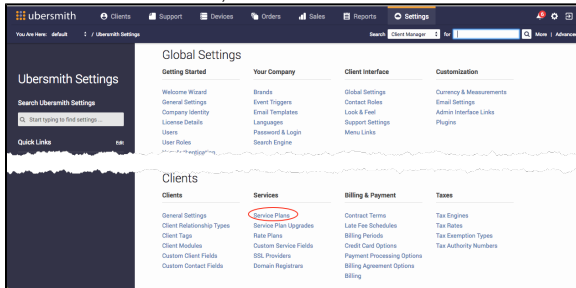 ubersmith Clients Support Devices Orders Sales Reports Settings
You Are Here: default / Ubersmith Settings Search Client Manager for More | Advanced
Ubersmith Settings
Search Ubersmith Settings
Start typing to find settings...
Quick Links Edit
Global Settings
Getting Started Your Company Client Interface Customization
Welcome Wizard Brands Global Settings Currency & Measurements
General Settings Event Triggers Contact Roles Email Settings
Company Identity Email Templates Look & Feel Admin Interface Links
License Details Languages Support Settings Plugins
Users Password & Login Menu Links
User Roles Search Engine
Clients
Clients Services Billing & Payment Taxes
General Settings Service Plans Contract Terms Tax Engines
Client Relationship Types Service Plan Upgrades Late Fee Schedules Tax Rates
Client Tags Rate Plans Billing Periods Tax Exemption Types
Client Modules Custom Service Fields Credit Card Options Tax Authority Numbers
Custom Client Fields SSL Providers Payment Processing Options
Custom Contact Fields Domain Registrars Billing Agreement Options
Billing